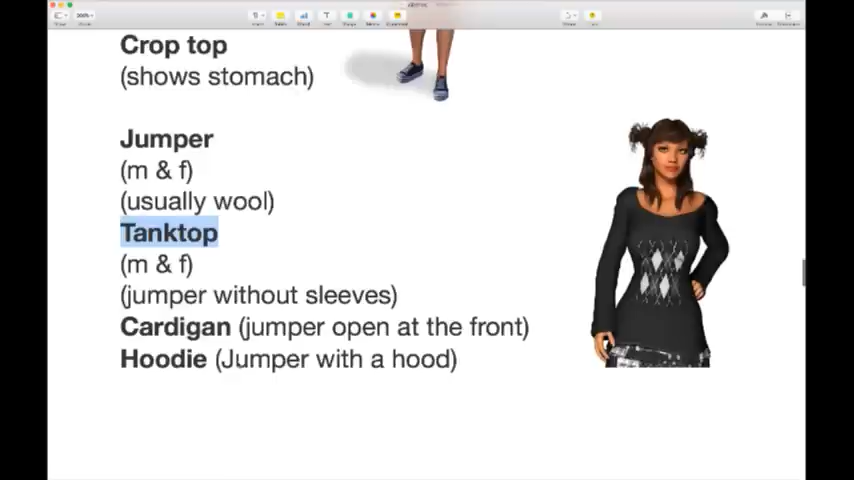 Crop top
(shows stomach)
Jumper
(m & f)
(usually wool)
Tanktop
(m & f)
(jumper without sleeves)
Cardigan (jumper open at the front)
Hoodie (Jumper with a hood)